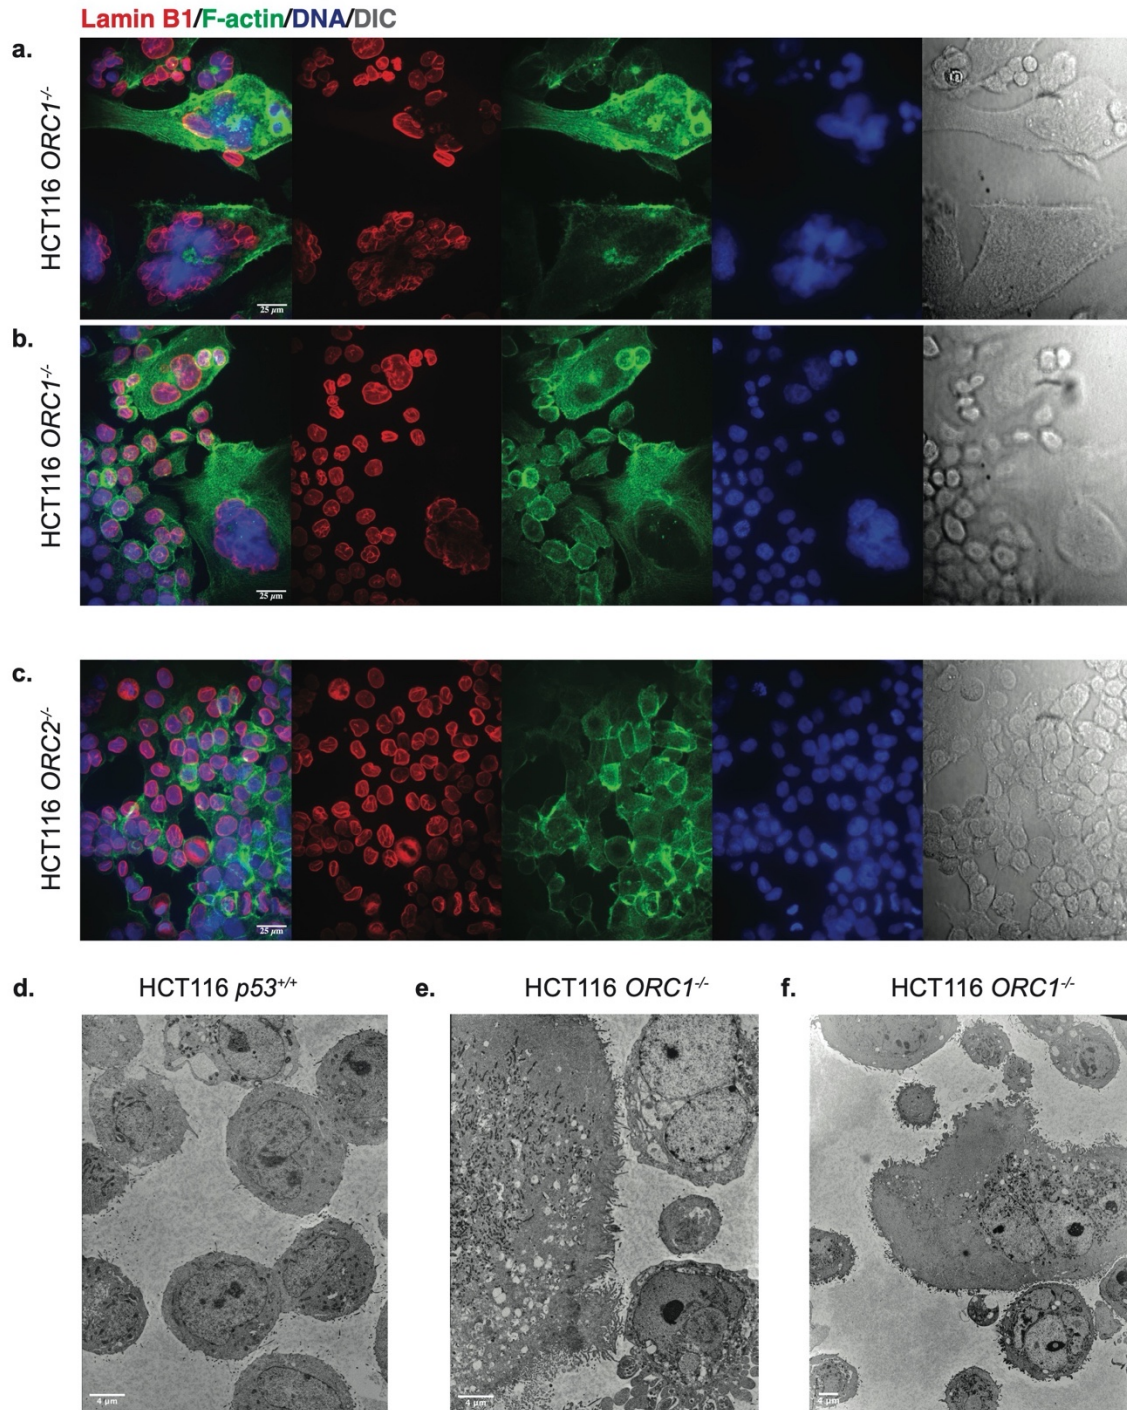 Lamin B1/F-actin/DNA/DIC
a.
HCT116 ORC1-/-
25 µm
b.
HCT116 ORC1-/-
25 µm
c.
HCT116 ORC2-/-
25 µm
d.
HCT116 p53+/+
e.
HCT116 ORC1-/-
f.
HCT116 ORC1-/-
4 µm
4 µm
4 µm